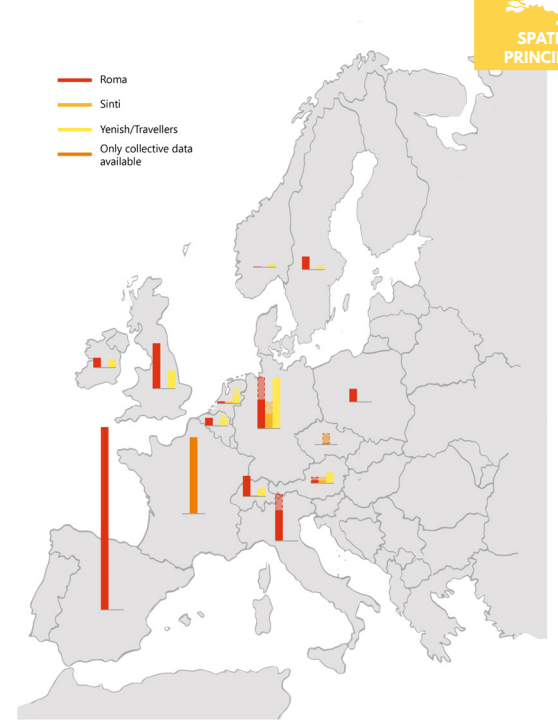 Roma
Sinti
Yenish/Travellers
Only collective data
available